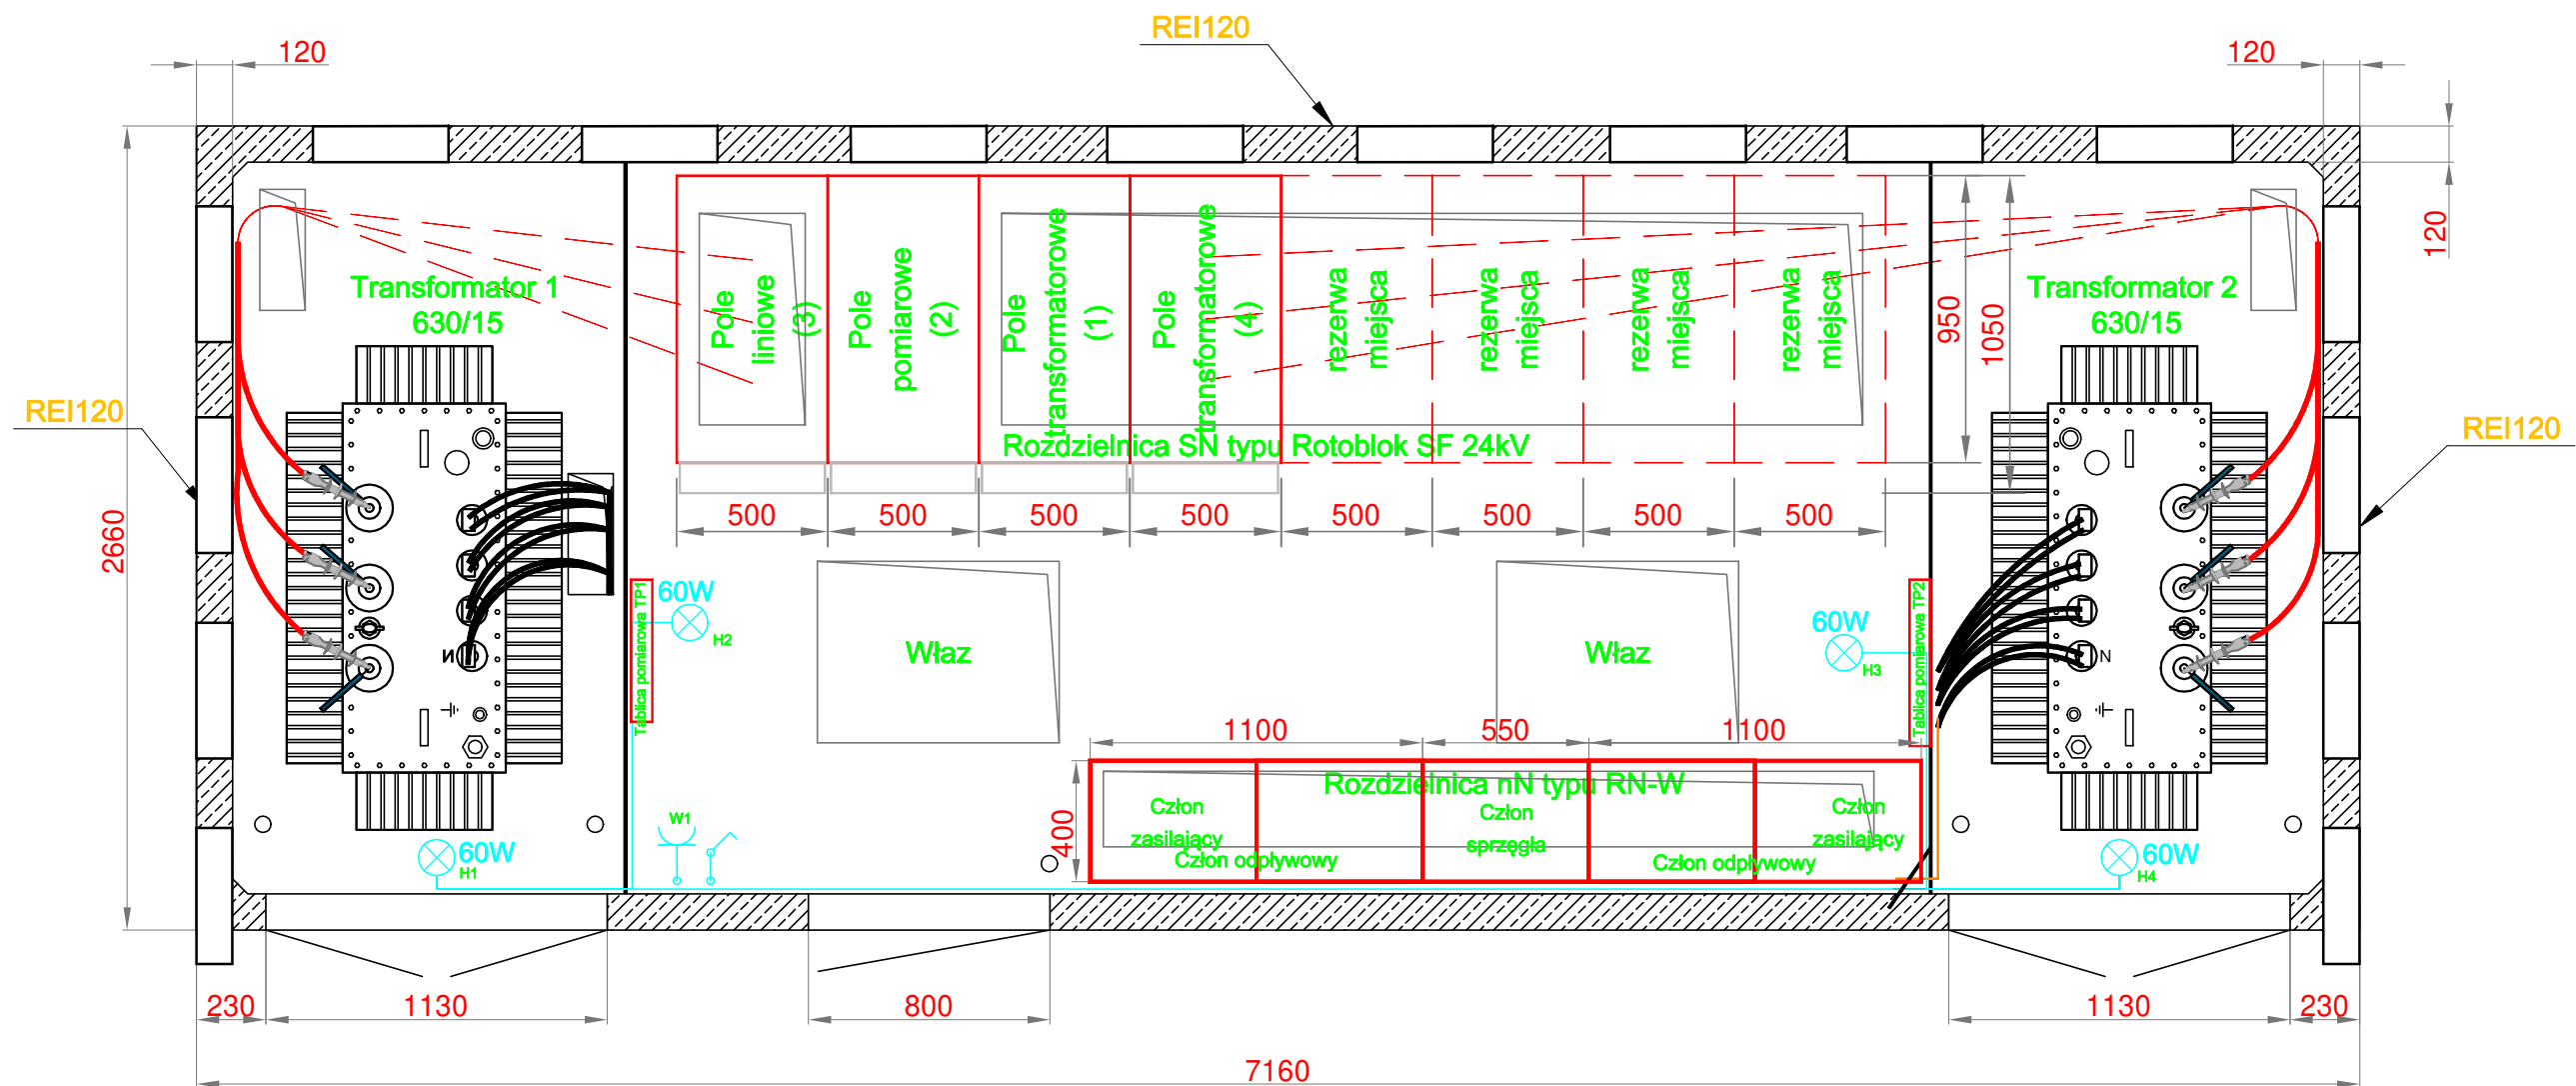 REI120
120
120
2660
120
REI120
REI120
Transformator 1
630/15
Transformator 2
630/15
Pole
liniowe
(3)
Pole
pomiarowe
(2)
Pole
transformatorowe
(1)
Pole
transformatorowe
(4)
rezerwa
miejsca
rezerwa
miejsca
rezerwa
miejsca
rezerwa
miejsca
950
1050
Rozdzielnica SN typu Rotoblok SF 24kV
500
500
500
500
500
500
500
500
Tablica pomiarowa TP1
60W
H2
Właz
Właz
60W
H3
Tablica pomiarowa TP2
N
N
1100
550
1100
400
Rozdzielnica nN typu RN-W
Człon
zasilający
Człon odpływowy
Człon
sprzęgła
Człon odpływowy
Człon
zasilający
W1
60W
H1
60W
H4
230
1130
800
1130
230
7160